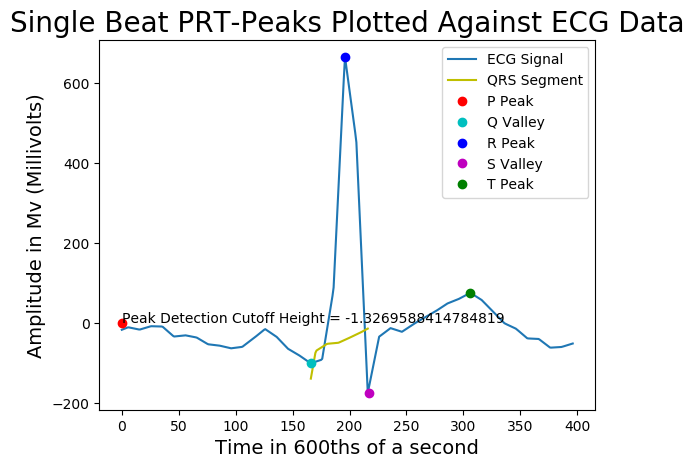 Single Beat PRT-Peaks Plotted Against ECG Data
ECG Signal
QRS Segment
P Peak
Q Valley
R Peak
S Valley
T Peak
Amplitude in Mv (Millivolts)
600
400
200
0
−200
Peak Detection Cutoff Height = -1.3269588414784819
0 50 100 150 200 250 300 350 400
Time in 600ths of a second